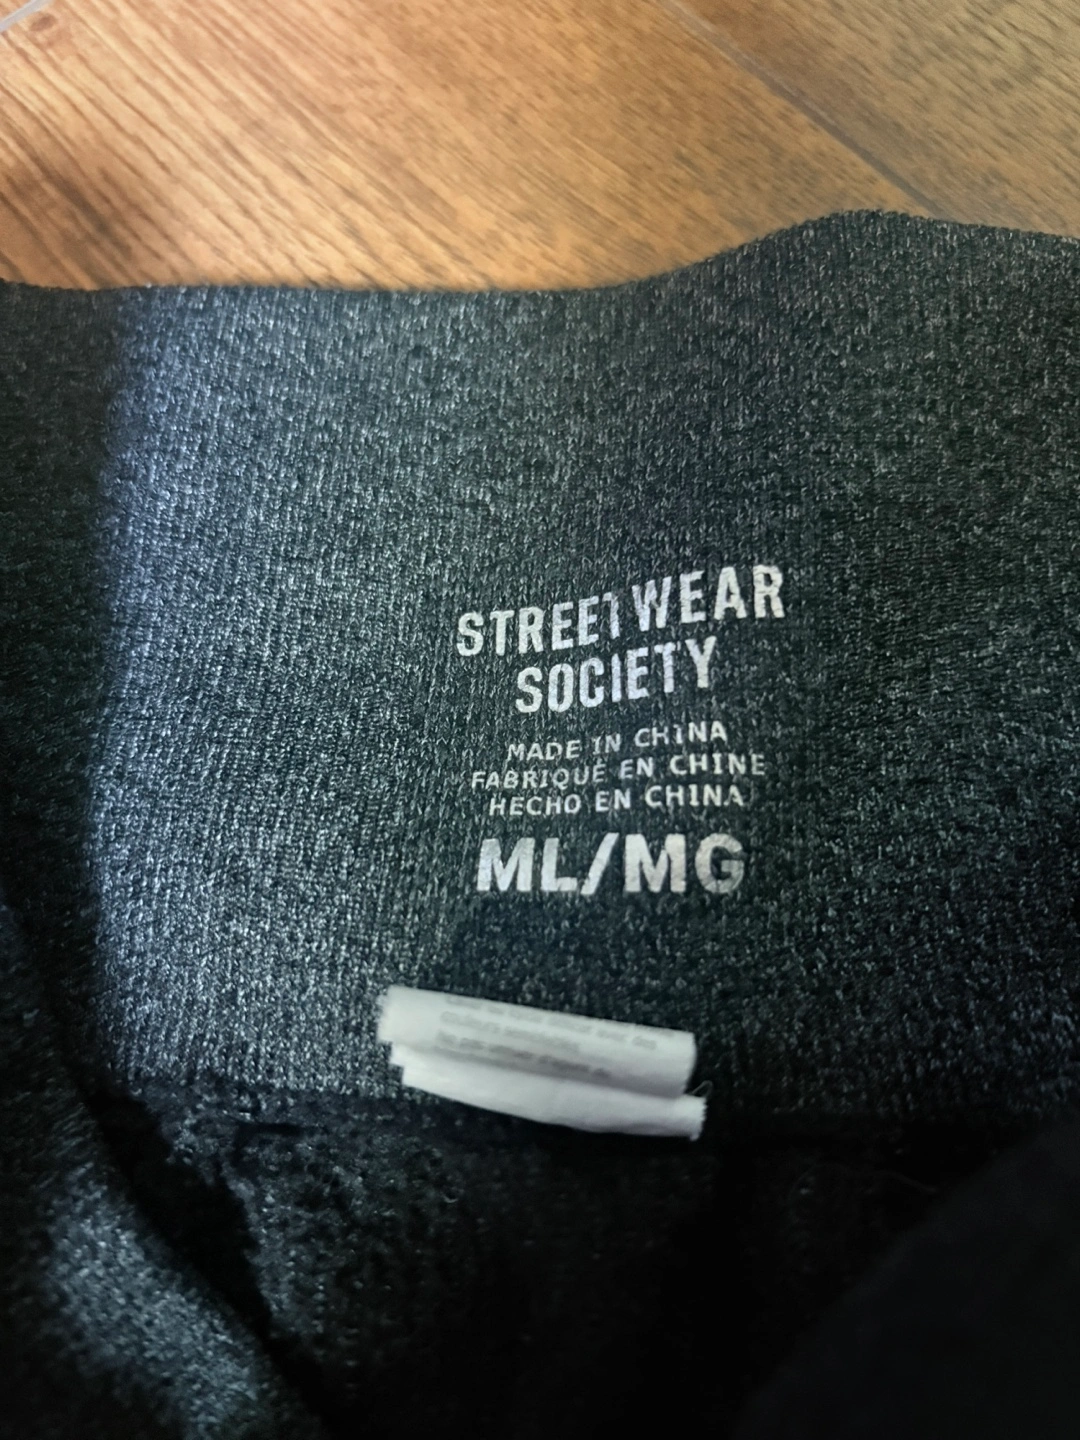 STREETWEAR
SOCIETY
MADE IN CHINA
FABRIQUÉ EN CHINE
HECHO EN CHINA
ML/MG